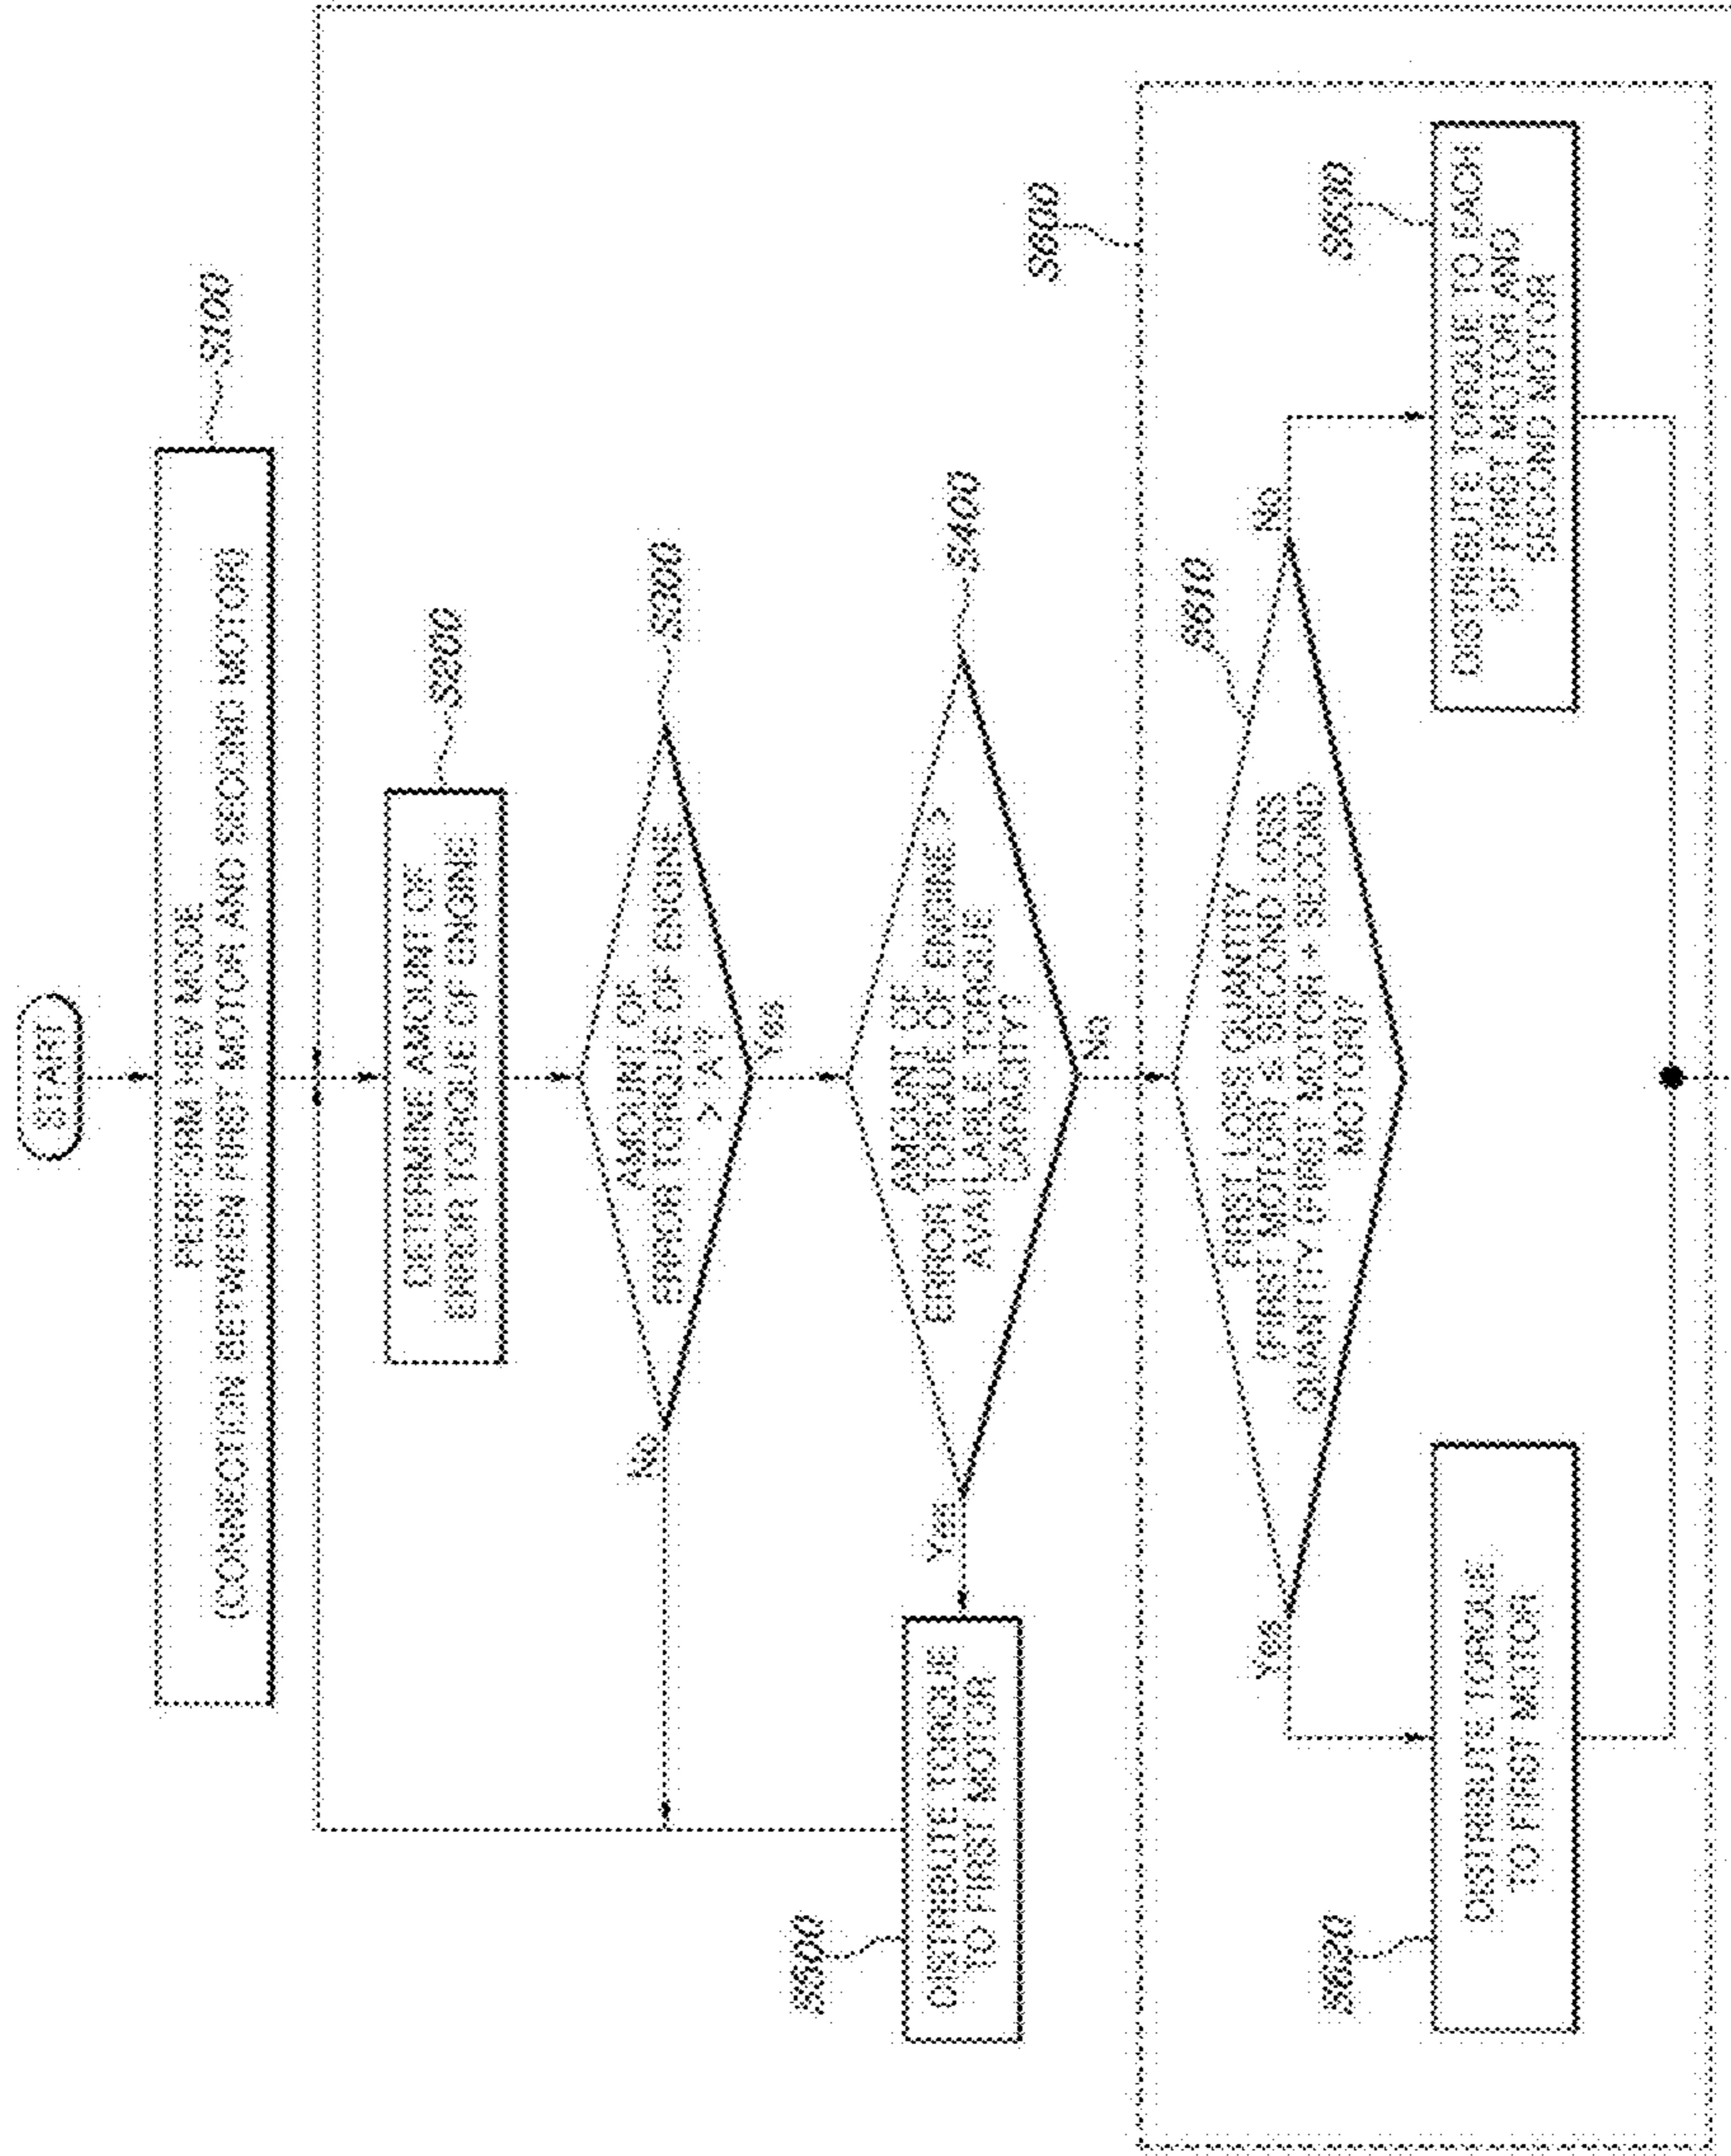 START
PERFORM HEV MODE
(CONNECTION BETWEEN FIRST MOTOR AND SECOND MOTOR)
S100
DETERMINE AMOUNT OF
ERROR TORQUE OF ENGINE
S200
AMOUNT OF
ERROR TORQUE OF ENGINE
> "A"?
S300
No
Yes
AMOUNT OF
ERROR TORQUE OF ENGINE >
AVAILABLE TORQUE
QUALITY?
S400
Yes
No
DISTRIBUTE TORQUE
TO FIRST MOTOR
S500
S600
FIRST LOSS QUANTITY
(FIRST MOTOR) ≤ SECOND LOSS
QUANTITY (FIRST MOTOR + SECOND
MOTOR)?
S610
Yes
No
DISTRIBUTE TORQUE
TO FIRST MOTOR
S620
DISTRIBUTE TORQUE TO EACH
OF FIRST MOTOR AND
SECOND MOTOR
S630